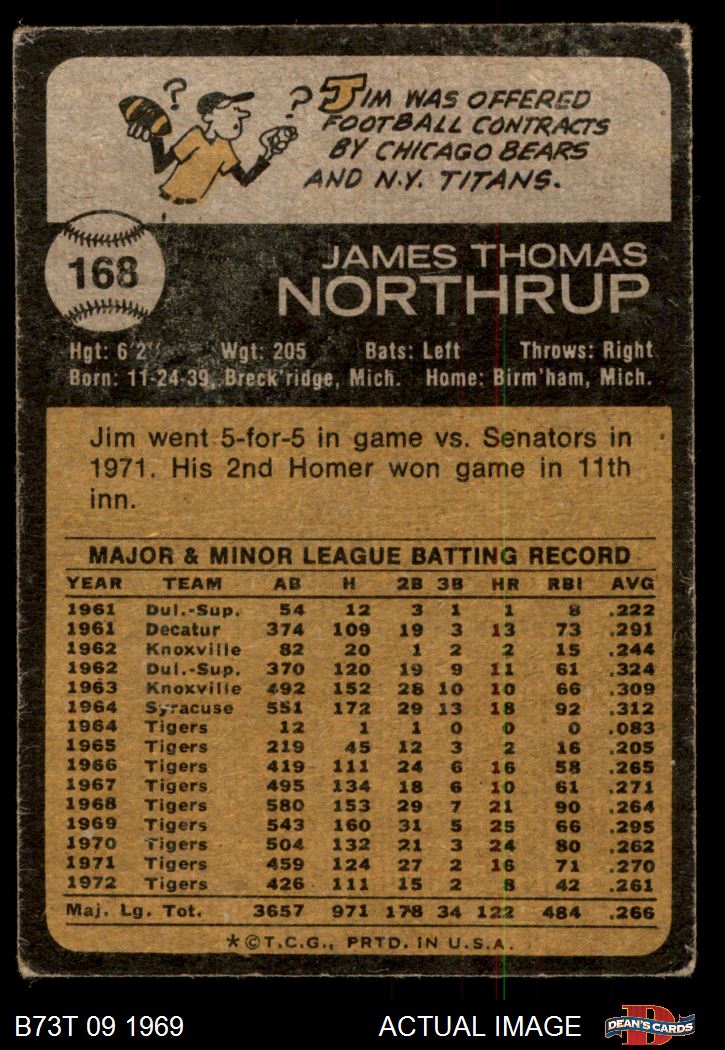 ? ? JIM WAS OFFERED
FOOTBALL CONTRACTS
BY CHICAGO BEARS
AND N.Y. TITANS.
168
JAMES THOMAS
NORTHRUP
Hgt: 6'2" Wgt: 205 Bats: Left Throws: Right
Born: 11-24-39, Breck'ridge, Mich. Home: Birm'ham, Mich.
Jim went 5-for-5 in game vs. Senators in
1971. His 2nd Homer won game in 11th
inn.
MAJOR & MINOR LEAGUE BATTING RECORD
YEAR TEAM AB H 2B 3B HR RBI AVG
1961 Dul.-Sup. 54 12 3 1 1 8 .222
1961 Decatur 374 109 19 3 13 73 .291
1962 Knoxville 82 20 1 2 2 15 .244
1962 Dul.-Sup. 370 120 19 9 11 61 .324
1963 Knoxville 492 152 28 10 10 66 .309
1964 Syracuse 551 172 29 13 18 92 .312
1964 Tigers 12 1 1 0 0 0 .083
1965 Tigers 219 45 12 3 2 16 .205
1966 Tigers 419 111 24 6 16 58 .265
1967 Tigers 495 134 18 6 10 61 .271
1968 Tigers 580 153 29 7 21 90 .264
1969 Tigers 543 160 31 5 25 66 .295
1970 Tigers 504 132 21 3 24 80 .262
1971 Tigers 459 124 27 2 16 71 .270
1972 Tigers 426 111 15 2 8 42 .261
Maj. Lg. Tot. 3657 971 178 34 122 484 .266
*©T.C.G., PRTD. IN U.S.A.
B73T 09 1969 ACTUAL IMAGE D DEAN'S CARDS